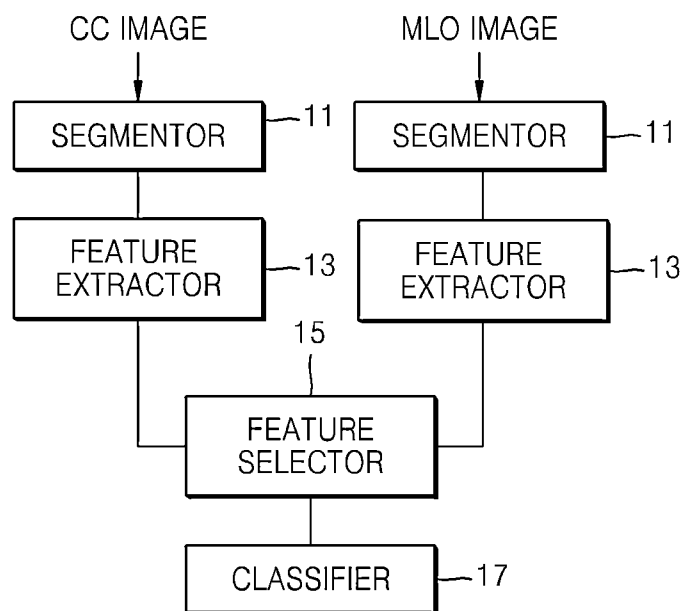 CC IMAGE
MLO IMAGE
SEGMENTOR
11
SEGMENTOR
11
FEATURE
EXTRACTOR
13
FEATURE
EXTRACTOR
13
15
FEATURE
SELECTOR
CLASSIFIER
17